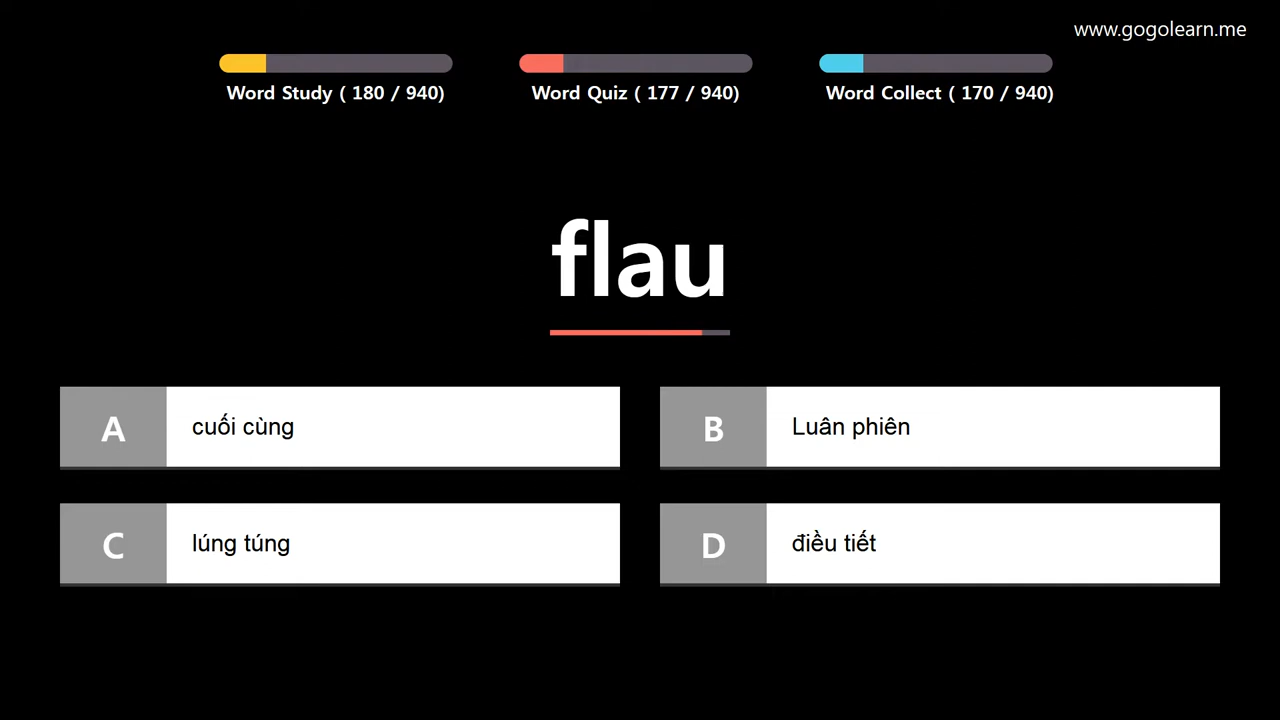 www.gogolearn.me
Word Study ( 180 / 940)
Word Quiz ( 177 / 940)
Word Collect ( 170 / 940)
flau
A cuối cùng
B Luân phiên
C lúng túng
D điều tiết